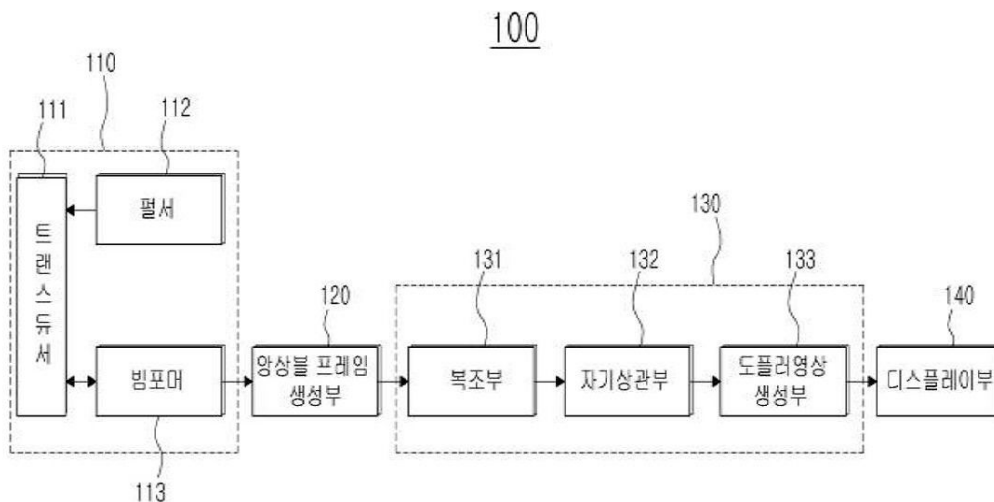 100
110
111
112
펄서
트랜스듀서
130
131
132
133
120
140
앙상블 프레임
생성부
복조부
자기상관부
도플러영상
생성부
디스플레이부
빔포머
113